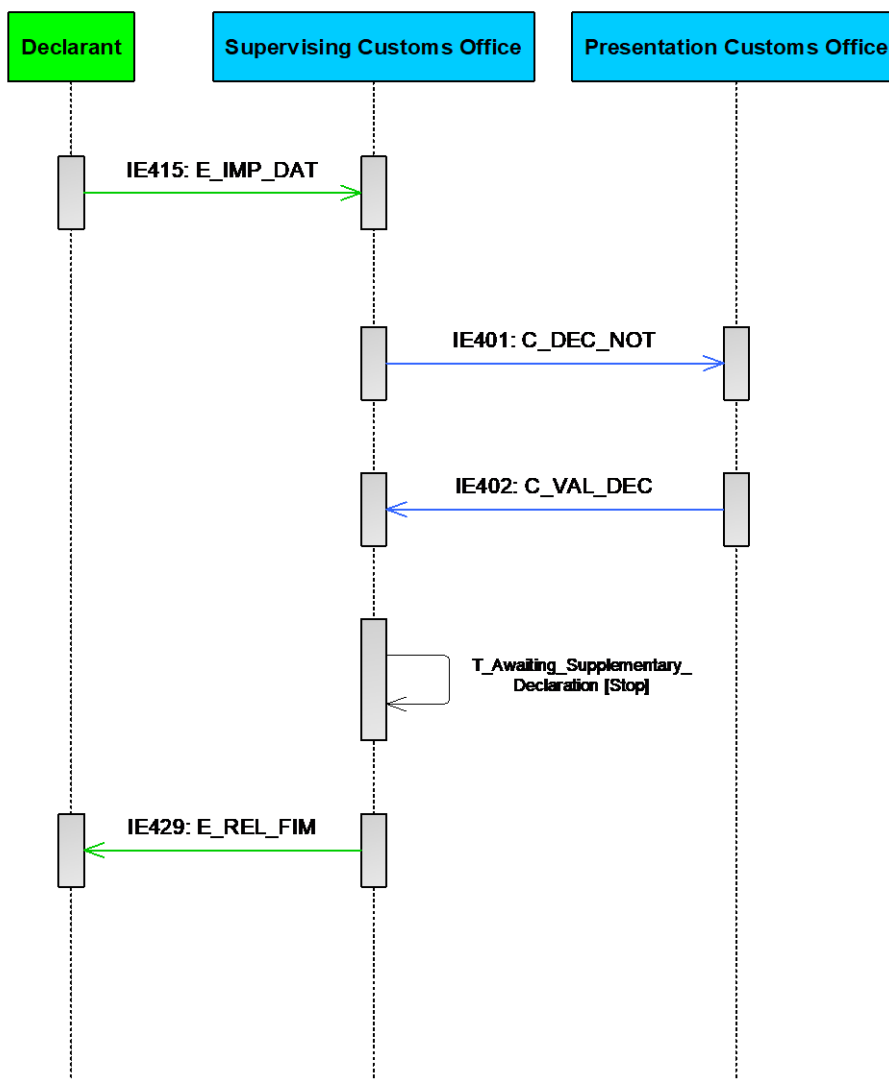 Declarant
Supervising Customs Office
Presentation Customs Office
IE415: E_IMP_DAT
IE401: C_DEC_NOT
IE402: C_VAL_DEC
T_Awaiting_Supplementary_
Declaration [Stop]
IE429: E_REL_FIM